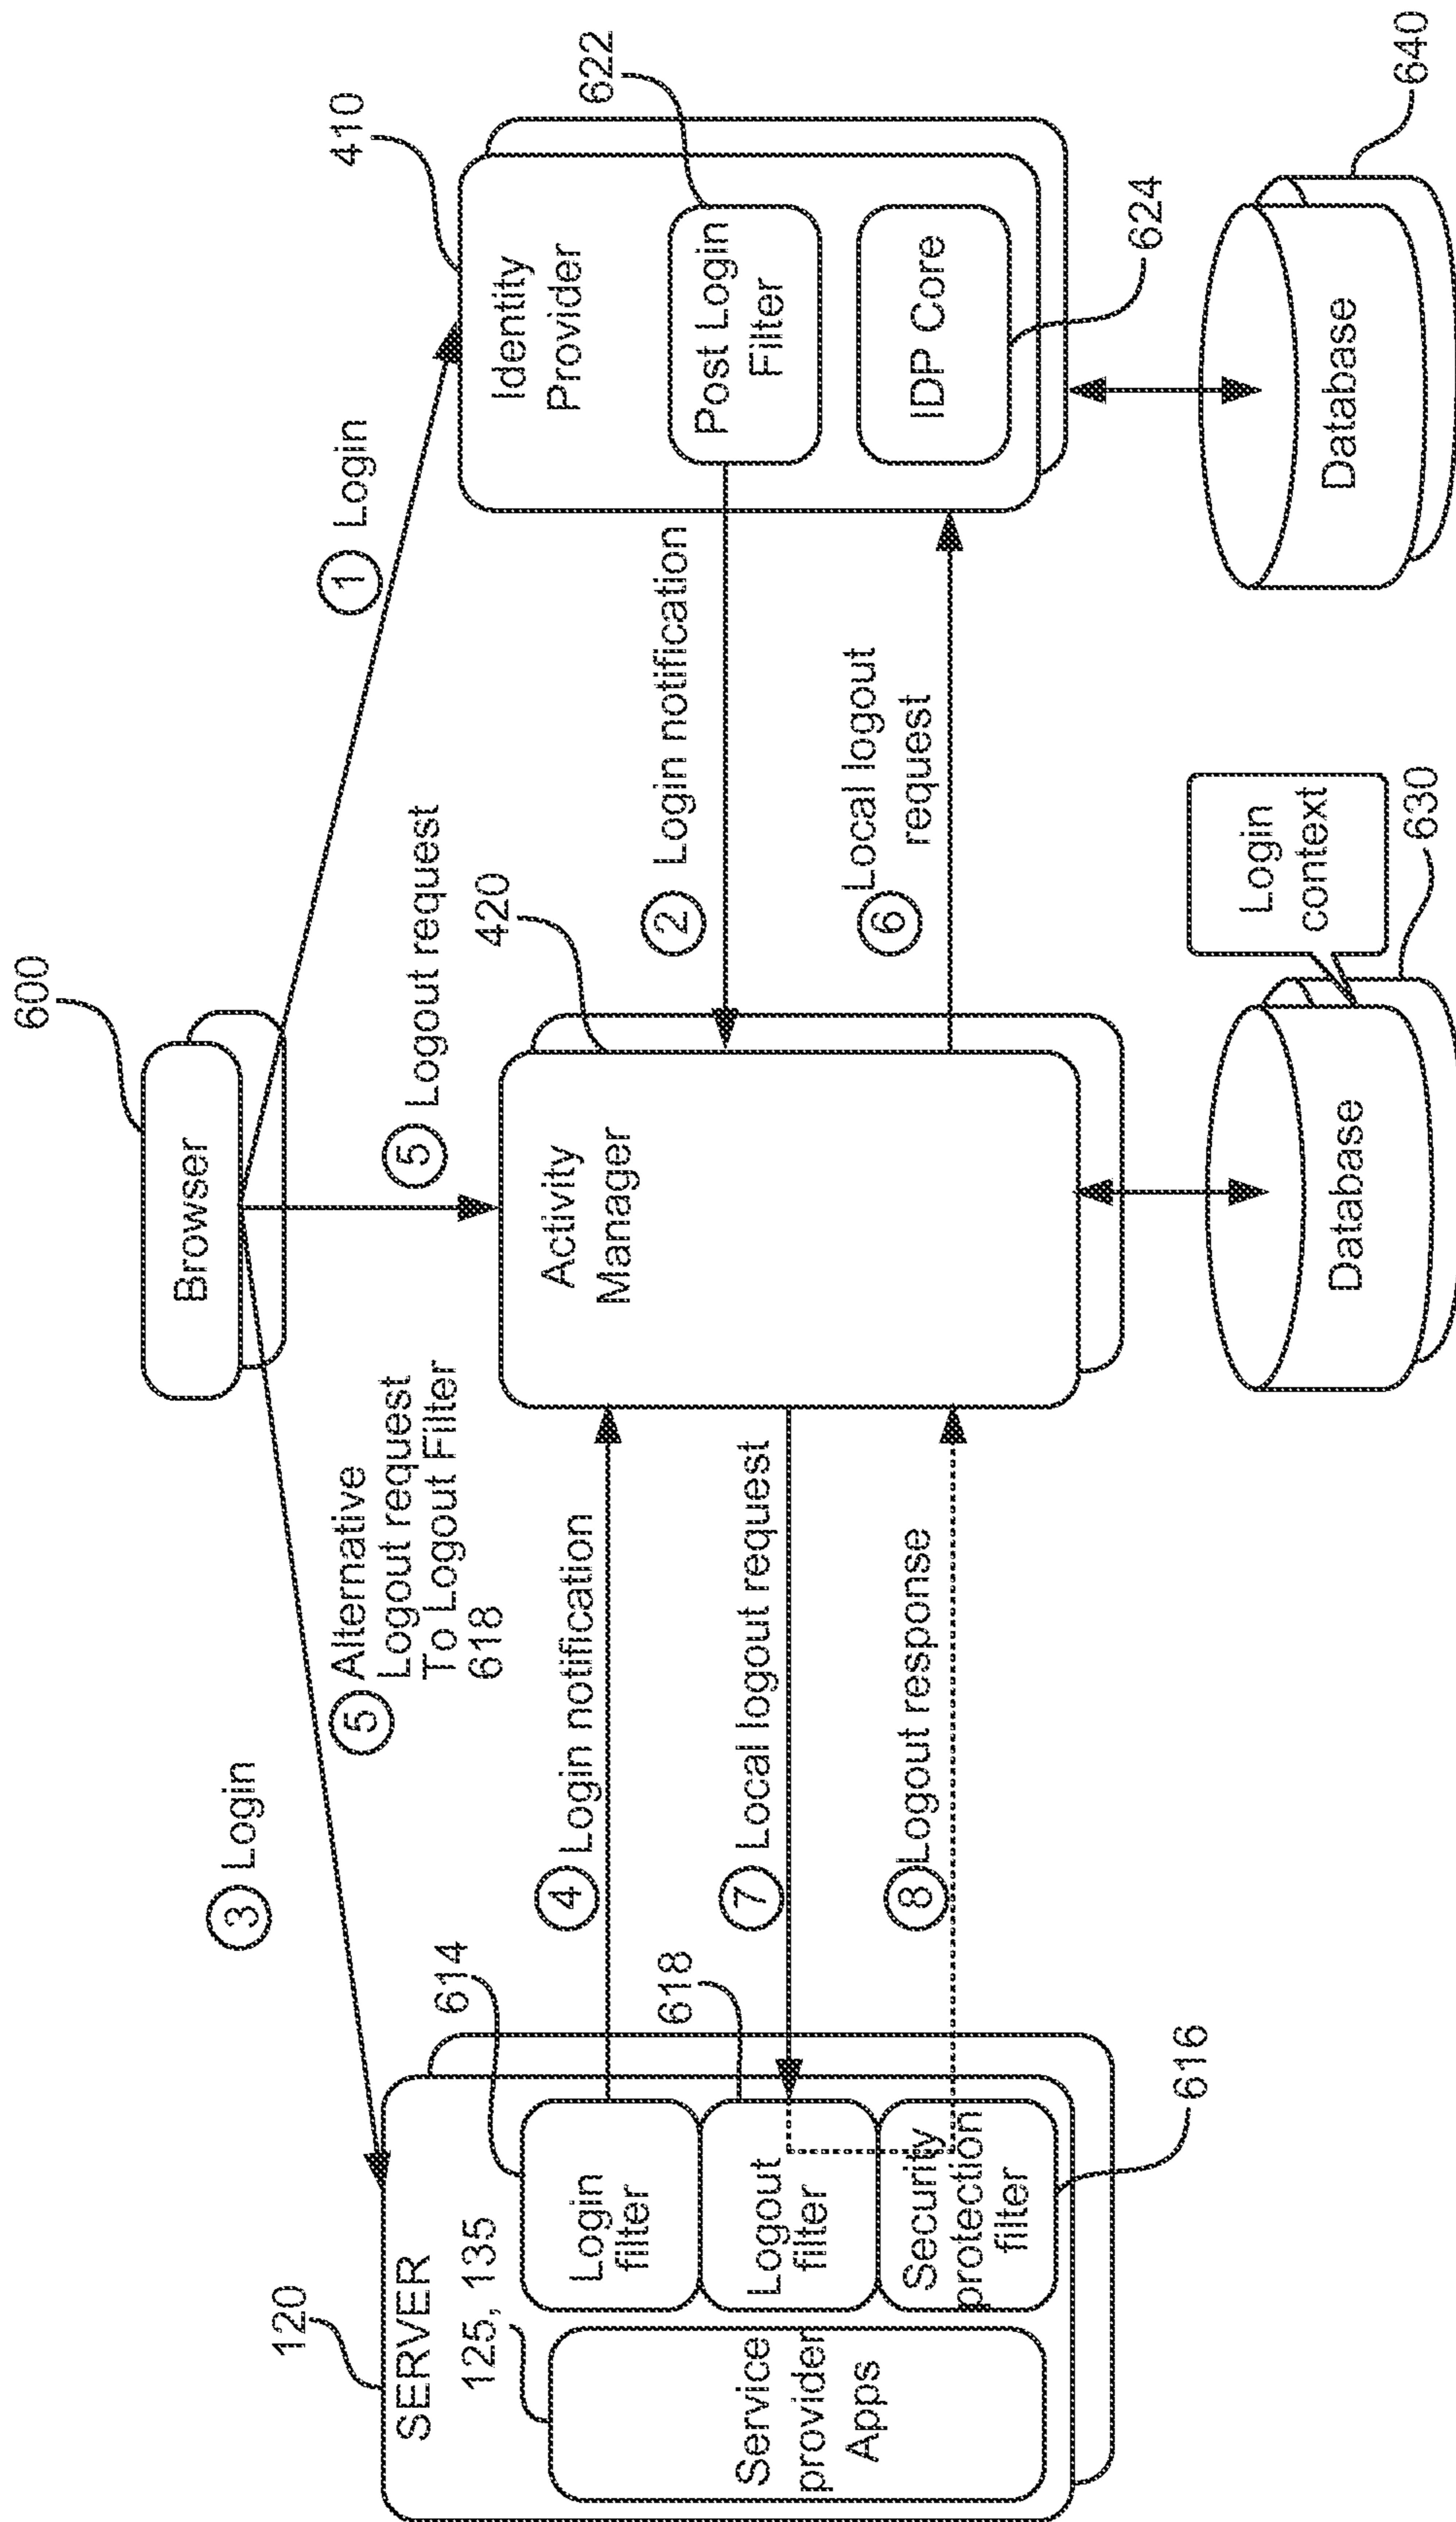 600
Browser
3 Login
5 Alternative
Logout request
To Logout Filter
618
5 Logout request
1 Login
120
SERVER
125, 135
Service
provider
Apps
614
Login
filter
618
Logout
filter
Security
protection
filter
616
4 Login notification
7 Local logout request
8 Logout response
420
Activity
Manager
2 Login notification
6 Local logout
request
410
Identity
Provider
622
Post Login
Filter
IDP Core
624
Database
Login
context
630
Database
640